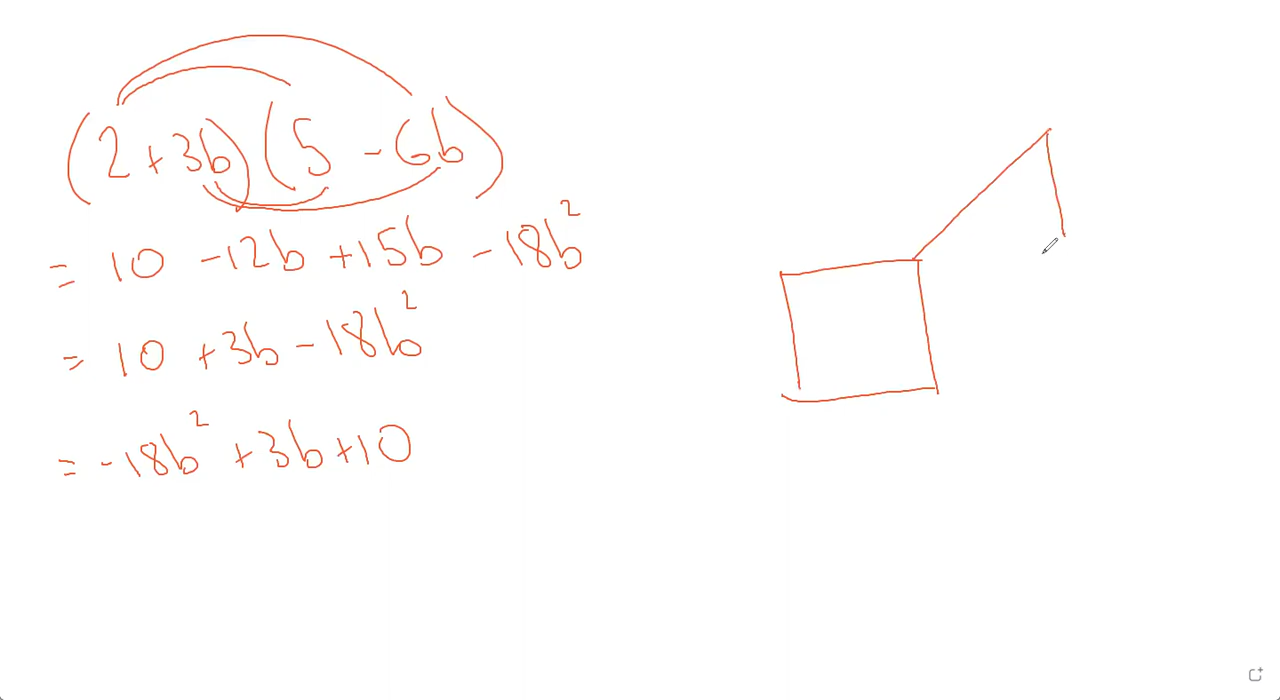 (2 + 3b)(5 - 6b)
= 10 - 12b + 15b - 18b²
= 10 + 3b - 18b²
= -18b² + 3b + 10